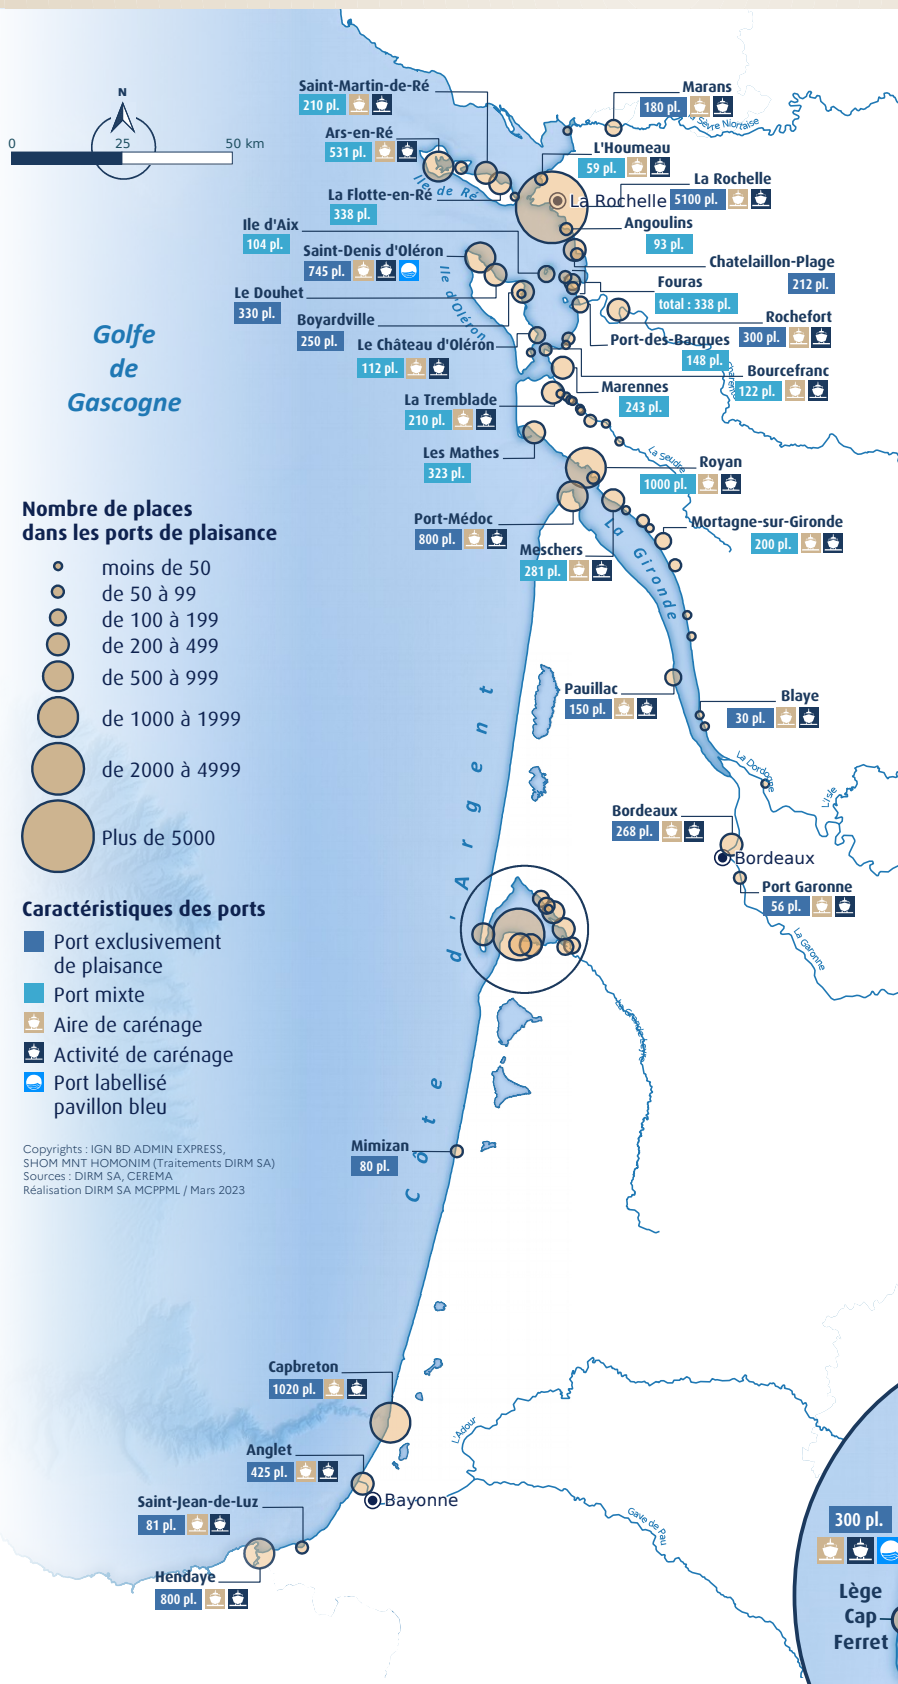 N
0 25 50 km
Saint-Martin-de-Ré
210 pl.
Ars-en-Ré
531 pl.
La Flotte-en-Ré
338 pl.
Ile de Ré
Marans
180 pl.
La Sèvre Niortaise
L'Houmeau
59 pl.
La Rochelle
La Rochelle
5100 pl.
Angoulins
93 pl.
Ile d'Aix
104 pl.
Saint-Denis d'Oléron
745 pl.
Ile d'Oléron
Le Douhet
330 pl.
Boyardville
250 pl.
Le Château d'Oléron
112 pl.
Chatelaillon-Plage
212 pl.
Fouras
total : 338 pl.
Rochefort
300 pl.
Port-des-Barques
148 pl.
Charente
Bourcefranc
122 pl.
Marennes
243 pl.
La Tremblade
210 pl.
Les Mathes
323 pl.
La Seudre
Royan
1000 pl.
Port-Médoc
800 pl.
Meschers
281 pl.
Mortagne-sur-Gironde
200 pl.
La Gironde
Golfe
de
Gascogne
Nombre de places
dans les ports de plaisance
moins de 50
de 50 à 99
de 100 à 199
de 200 à 499
de 500 à 999
de 1000 à 1999
de 2000 à 4999
Plus de 5000
Pauillac
150 pl.
Blaye
30 pl.
La Dordogne
L'Isle
Bordeaux
268 pl.
Bordeaux
Port Garonne
56 pl.
La Garonne
La Grande Leyre
Côte d'Argent
Caractéristiques des ports
Port exclusivement
de plaisance
Port mixte
Aire de carénage
Activité de carénage
Port labellisé
pavillon bleu
Copyrights : IGN BD ADMIN EXPRESS,
SHOM MNT HOMONIM (Traitements DIRM SA)
Sources : DIRM SA, CEREMA
Réalisation DIRM SA MCPPML / Mars 2023
Mimizan
80 pl.
Capbreton
1020 pl.
L'Adour
Anglet
425 pl.
Bayonne
Saint-Jean-de-Luz
81 pl.
Hendaye
800 pl.
Gave de Pau
300 pl.
Lège
Cap
Ferret